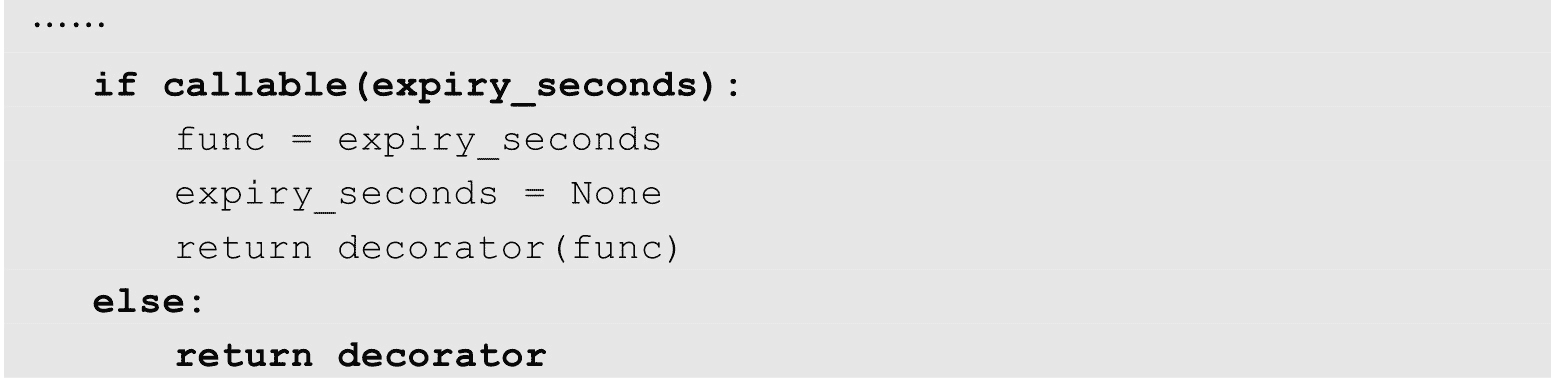 ……
if callable(expiry_seconds):
func = expiry_seconds
expiry_seconds = None
return decorator(func)
else:
return decorator